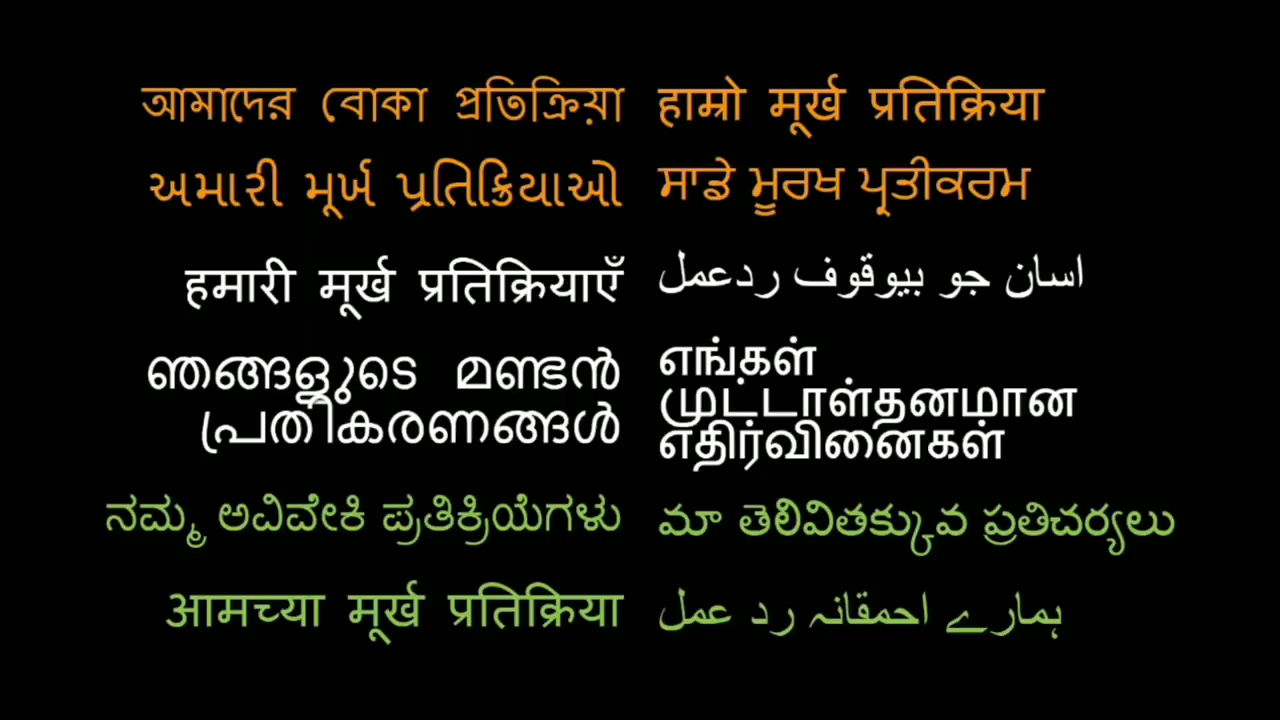 আমাদের বোকা প্রতিক্রিয়া
हाम्रो मूर्ख प्रतिक्रिया
અમારી મૂર્ખ પ્રતિક્રિયાઓ
ਸਾਡੇ ਮੂਰਖ ਪ੍ਰਤੀਕਰਮ
हमारी मूर्ख प्रतिक्रियाएँ
اسان جو بيوقوف ردعمل
ഞങ്ങളുടെ മണ്ടൻ
പ്രതികരണങ്ങൾ
எங்கள்
முட்டாள்தனமான
எதிர்வினைகள்
ನಮ್ಮ ಅವಿವೇಕಿ ಪ್ರತಿಕ್ರಿಯೆಗಳು
మా తెలివితక్కువ ప్రతిచర్యలు
आमच्या मूर्ख प्रतिक्रिया
ہمارے احمقانہ رد عمل